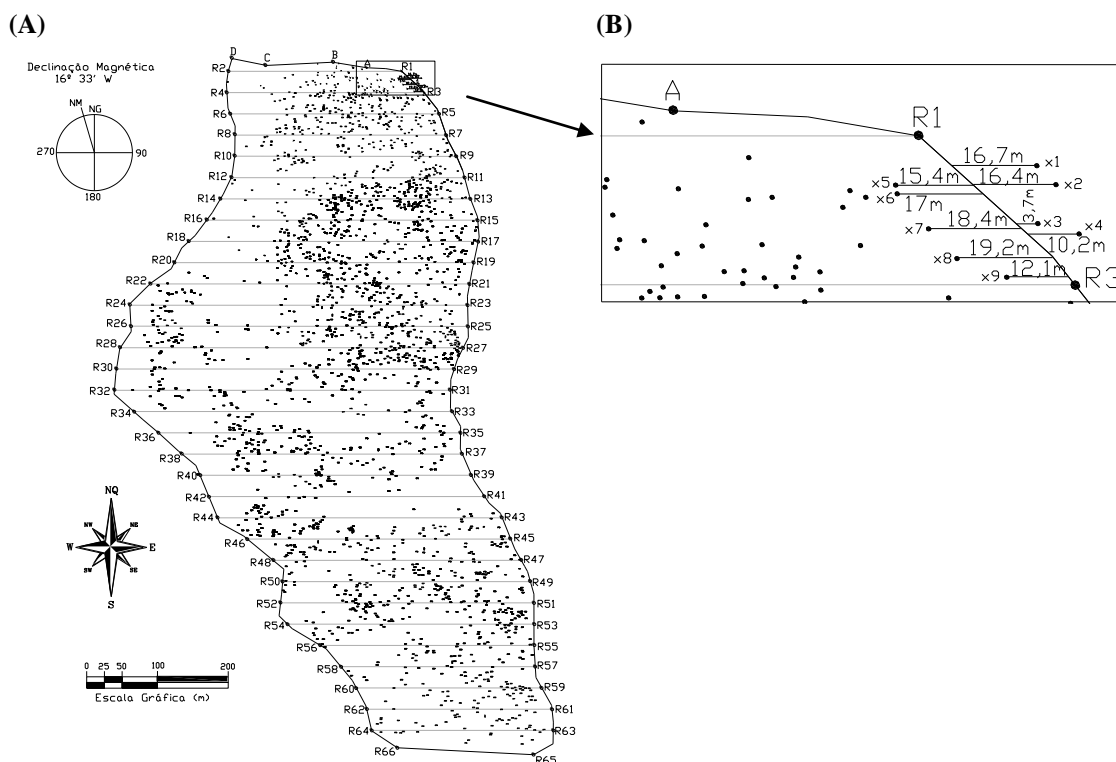 (A)
(B)
Declinação Magnética
16º 33' W
NM
NG
270
90
180
D
C
B
A
R1
R2
R3
R4
R5
R6
R7
R8
R9
R10
R11
R12
R13
R14
R15
R16
R17
R18
R19
R20
R21
R22
R23
R24
R25
R26
R27
R28
R29
R30
R31
R32
R33
R34
R35
R36
R37
R38
R39
R40
R41
R42
R43
R44
R45
R46
R47
R48
R49
R50
R51
R52
R53
R54
R55
R56
R57
R58
R59
R60
R61
R62
R63
R64
R65
R66
NQ
NW
NE
W
E
SW
SE
S
0 25 50 100 200
Escala Gráfica (m)
A
R1
16,7m x1
x5 15,4m 16,4m x2
x6 17m
3,7m
x7 18,4m x3
x4
10,2m
x8 19,2m
x9 12,1m
R3